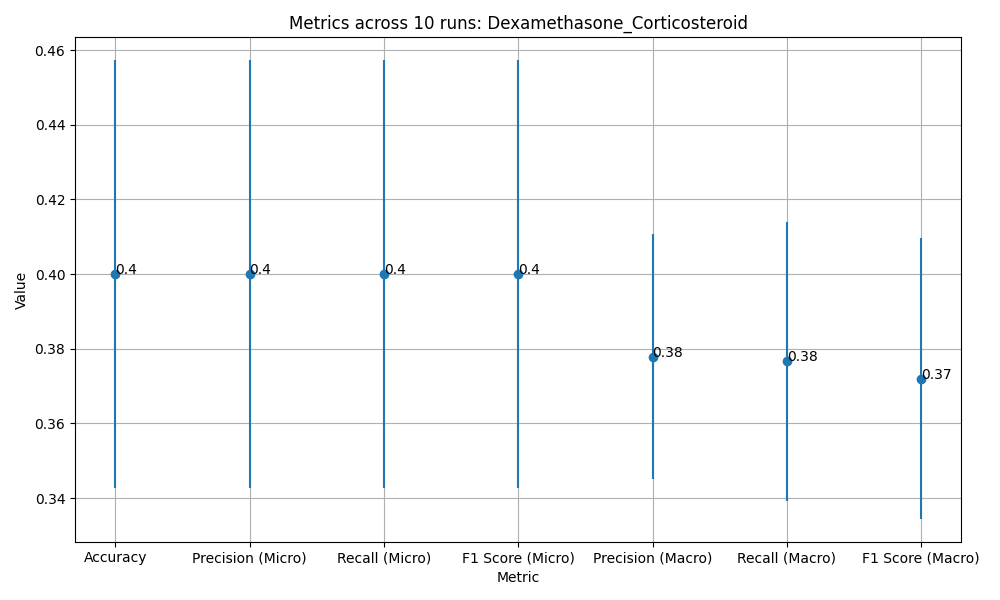 Metrics across 10 runs: Dexamethasone_Corticosteroid
Value
0.46
0.44
0.42
0.40
0.38
0.36
0.34
0.4
0.4
0.4
0.4
0.38
0.38
0.37
Accuracy
Precision (Micro)
Recall (Micro)
F1 Score (Micro)
Precision (Macro)
Recall (Macro)
F1 Score (Macro)
Metric